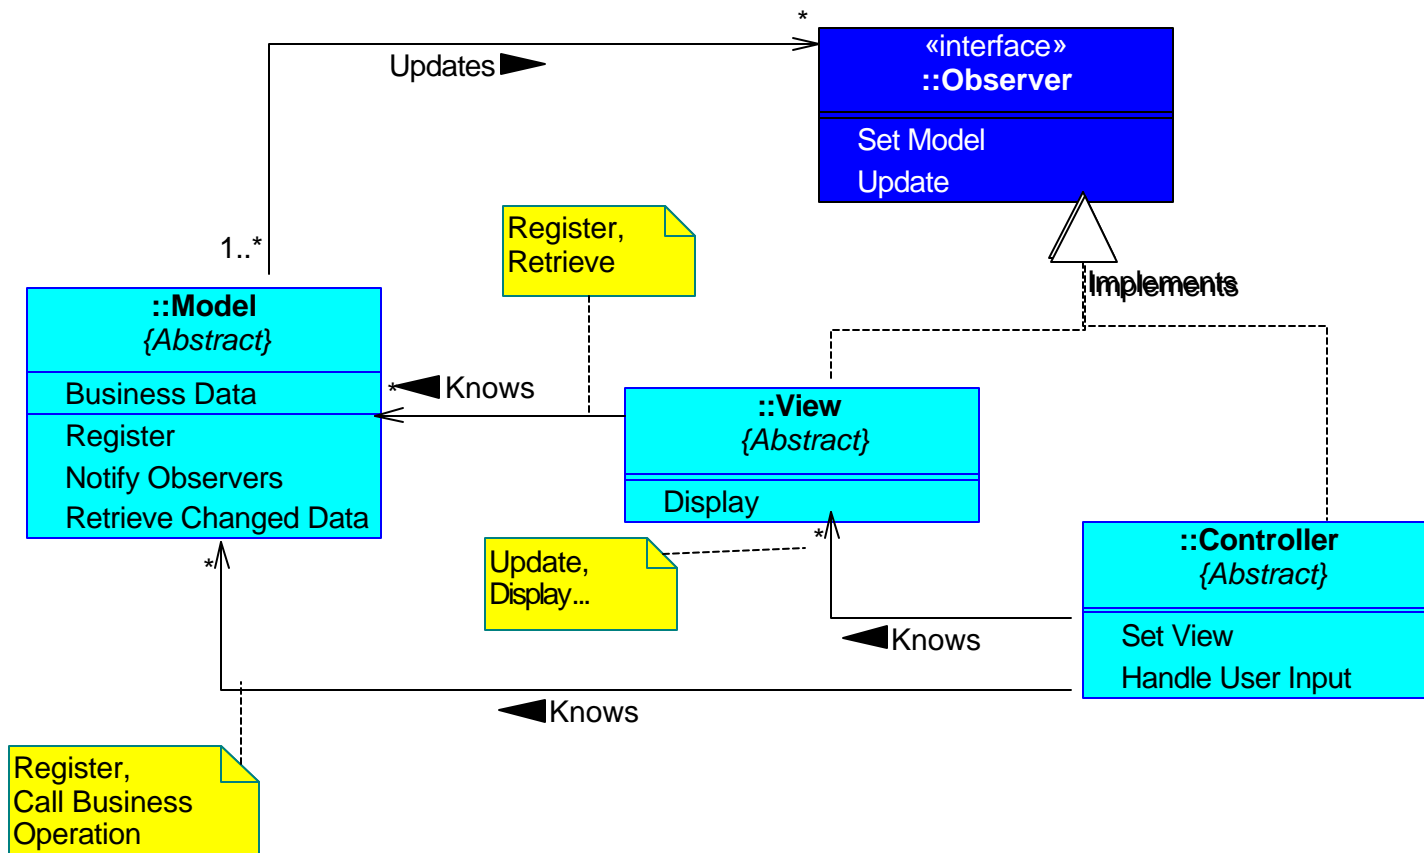 *
«interface»
::Observer
Updates
Set Model
Update
Register,
Retrieve
1..*
Implements
Implements
::Model
{Abstract}
Business Data
Register
Notify Observers
Retrieve Changed Data
* Knows
::View
{Abstract}
Display
*
Update,
Display...
*
::Controller
{Abstract}
Set View
Handle User Input
Knows
Knows
Register,
Call Business
Operation